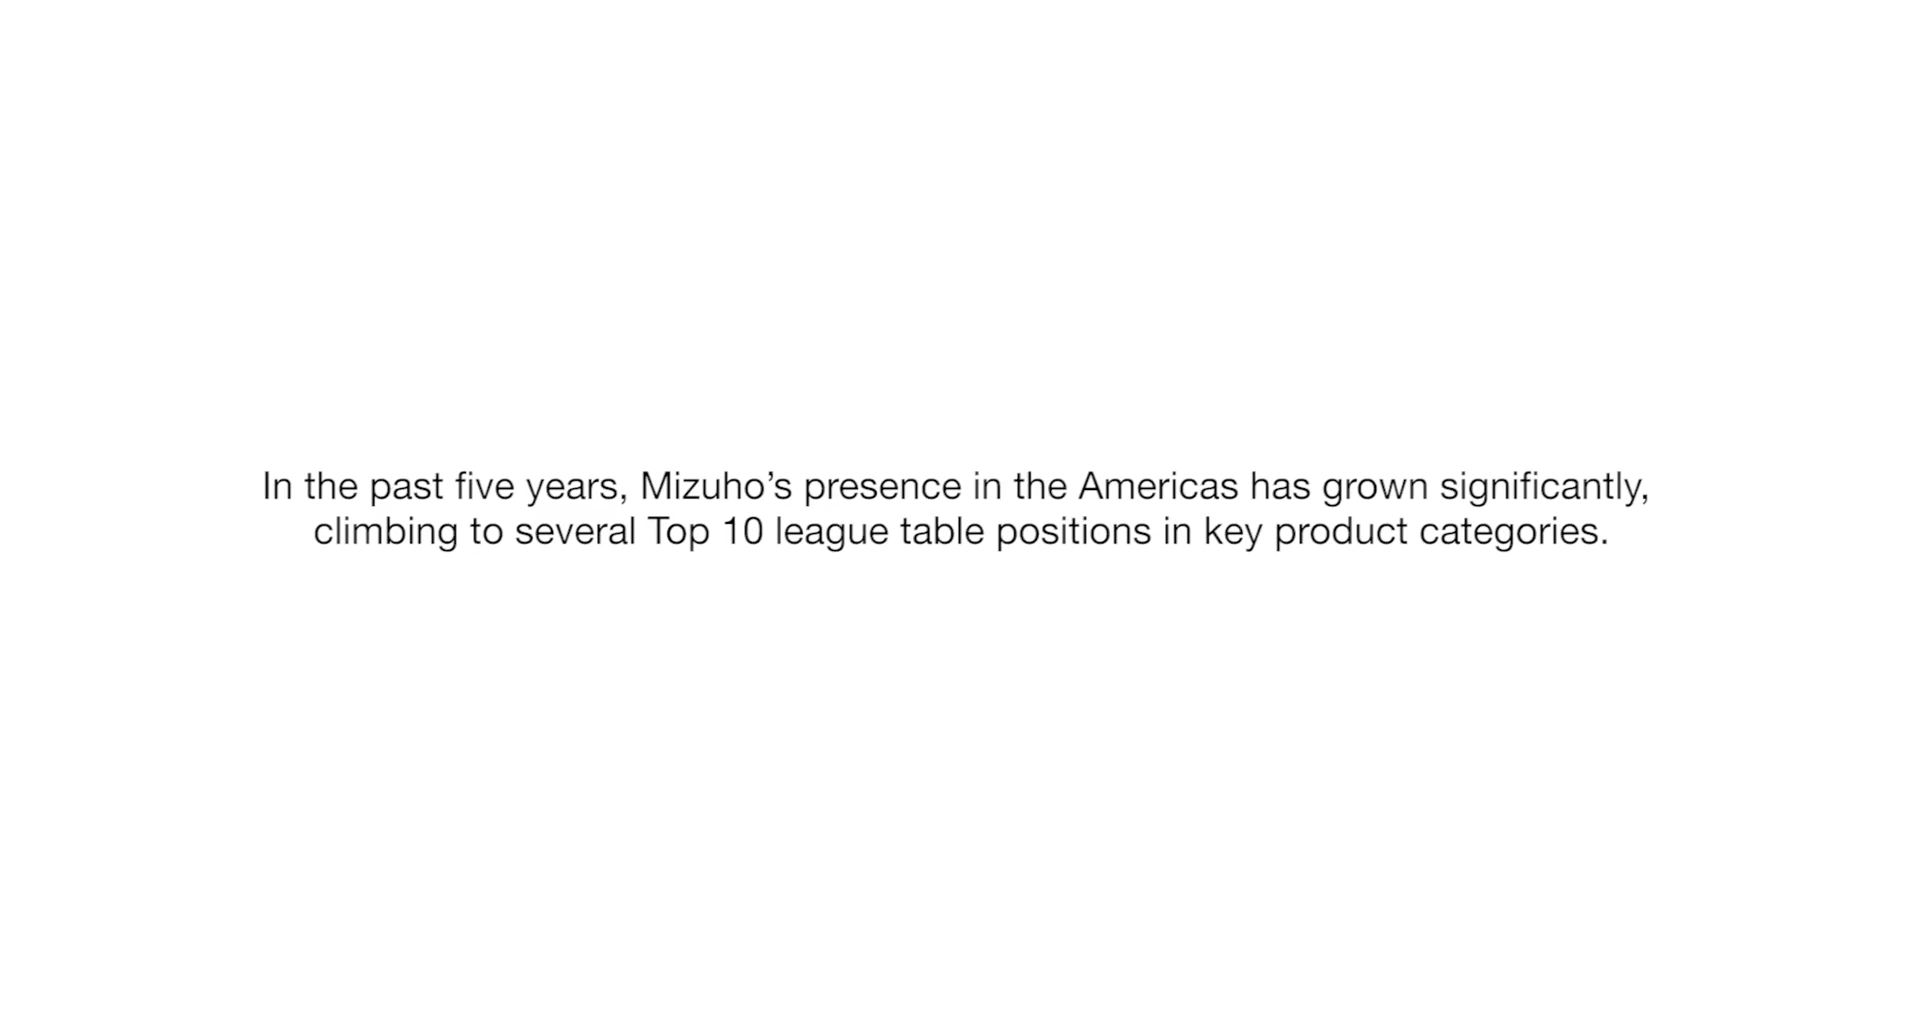 In the past five years, Mizuho’s presence in the Americas has grown significantly,
climbing to several Top 10 league table positions in key product categories.